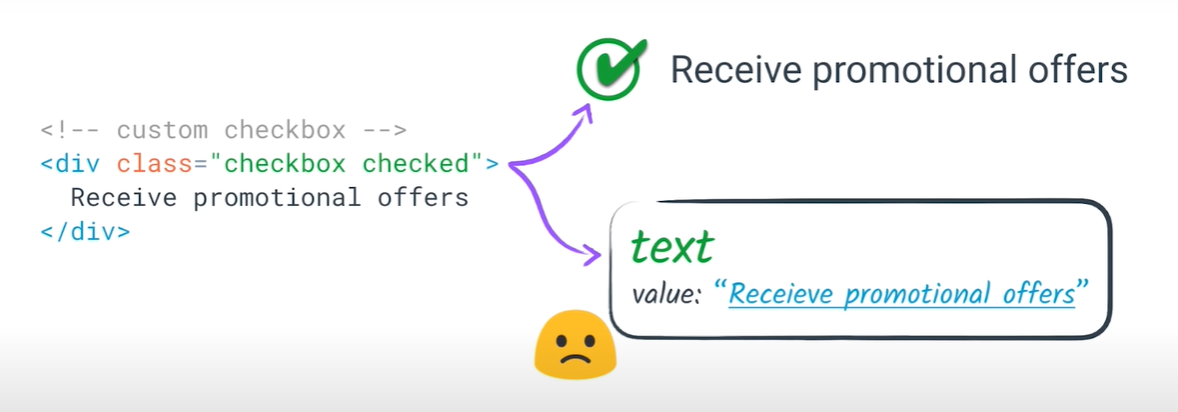 Receive promotional offers
<!-- custom checkbox -->
<div class="checkbox checked">
Receive promotional offers
</div>
text
value: “Receieve promotional offers”